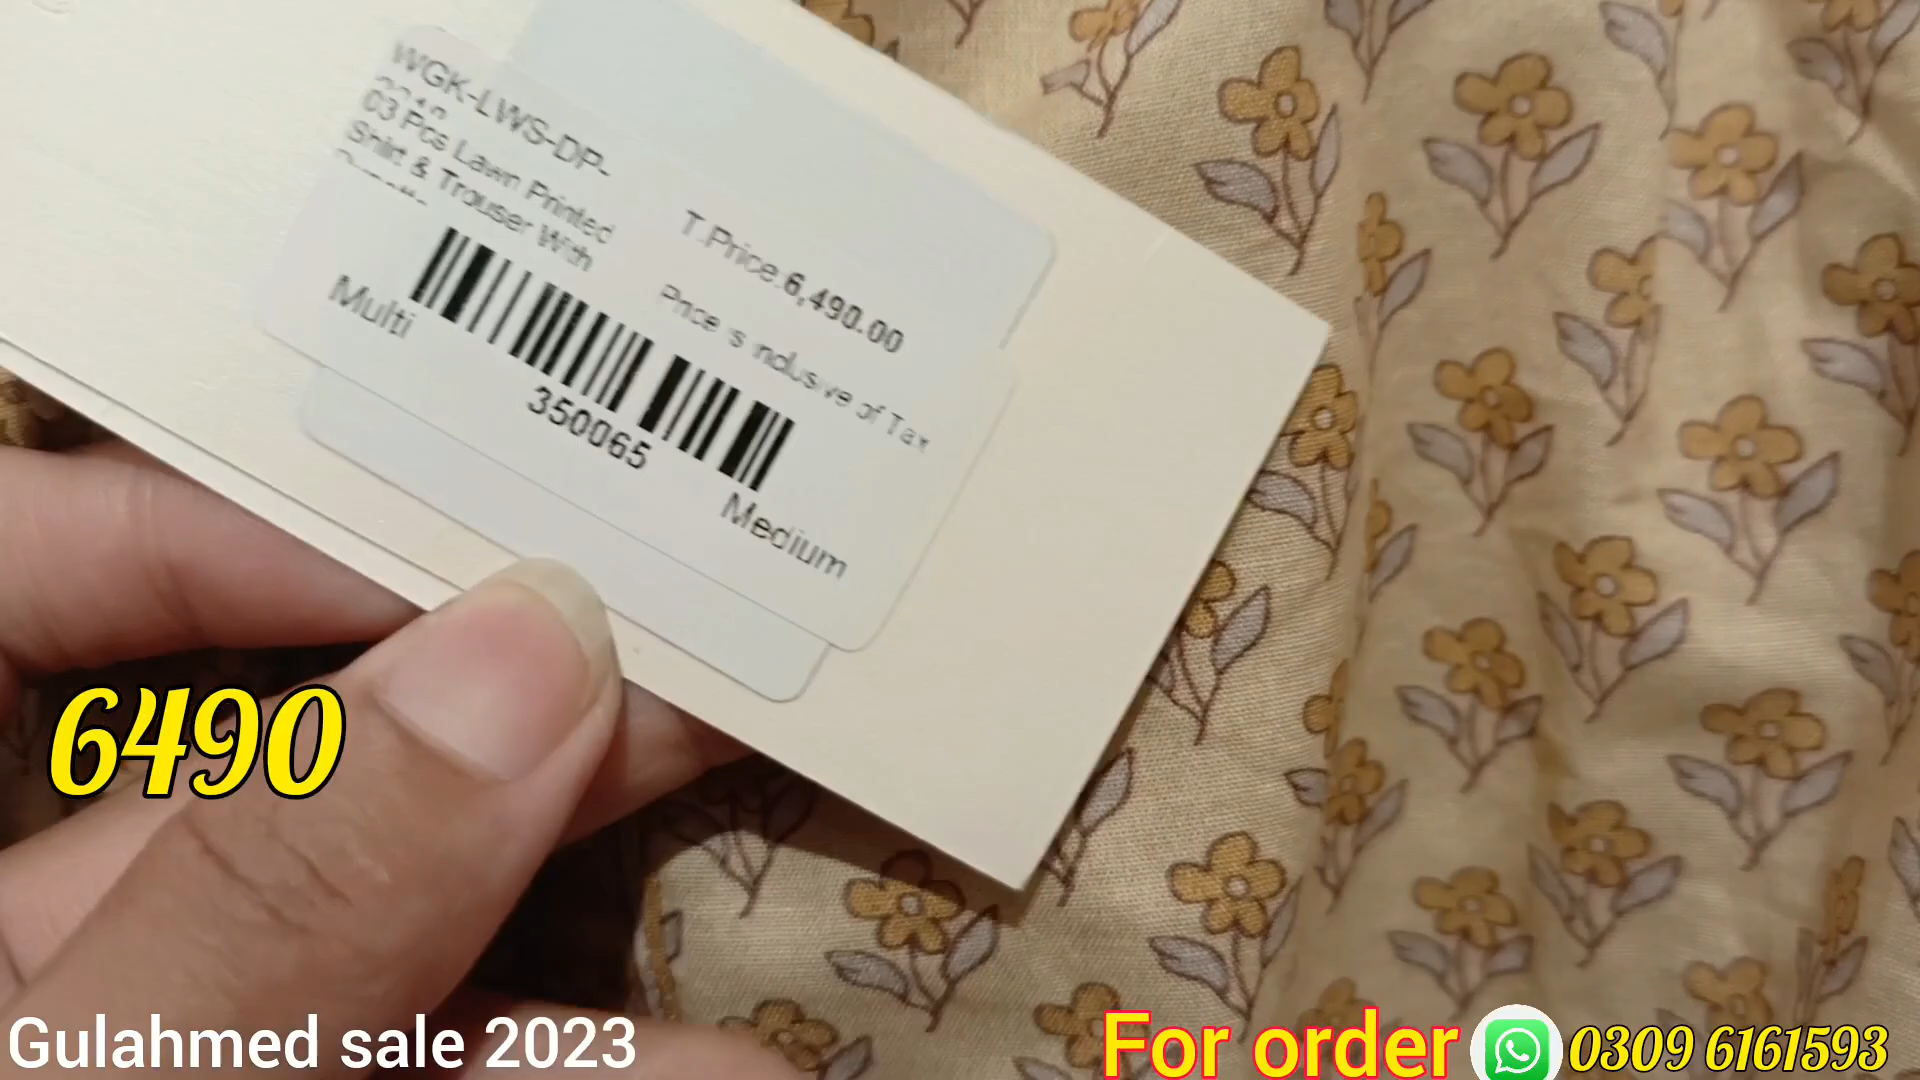 WGK-LWS-DP-
03 Pcs Lawn Printed
Shirt & Trouser With
T.Price:6,490.00
Price is inclusive of Tax
Multi
350065
Medium
6490
Gulahmed sale 2023
For order 0309 6161593